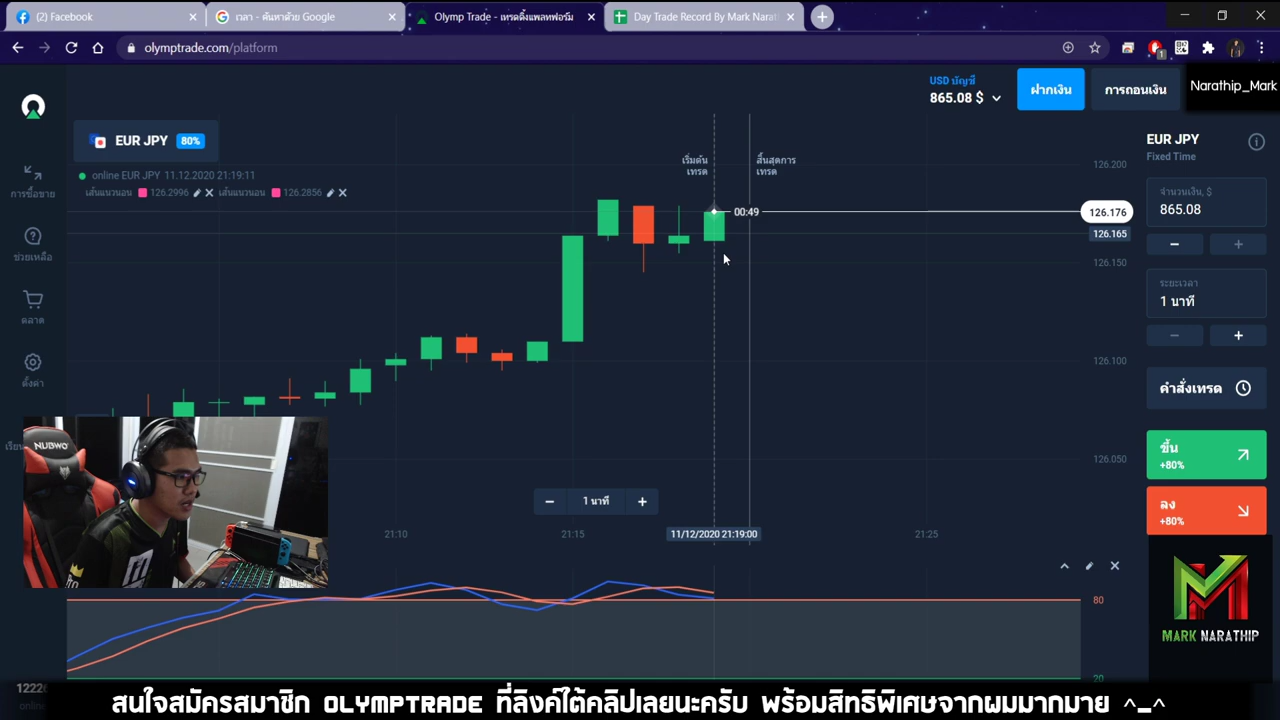 (2) Facebook
เวลา - ค้นหาด้วย Google
Olymp Trade - เทรดดิ้งแพลทฟอร์ม
Day Trade Record By Mark Narat
olymptrade.com/platform
1
USD บัญชี
865.08 $
ฝากเงิน
การถอนเงิน
Narathip_Mark
EUR JPY 80%
online EUR JPY 11.12.2020 21:19:11
เส้นแนวนอน 126.2996 เส้นแนวนอน 126.2856
การซื้อขาย
ช่วยเหลือ
ตลาด
ตั้งค่า
เริ่มต้น
เทรด
สิ้นสุดการ
เทรด
00:49
126.200
126.176
126.165
126.150
126.100
126.050
EUR JPY
Fixed Time
จำนวนเงิน, $
865.08
ระยะเวลา
1 นาที
คำสั่งเทรด
ขึ้น
+80%
ลง
+80%
NUBWO
1 นาที
21:10
21:15
11/12/2020 21:19:00
21:25
80
20
MARK NARATHIP
สนใจสมัครสมาชิก OLYMPTRADE ที่ลิงค์ใต้คลิปเลยนะครับ พร้อมสิทธิพิเศษจากผมมากมาย ^_^